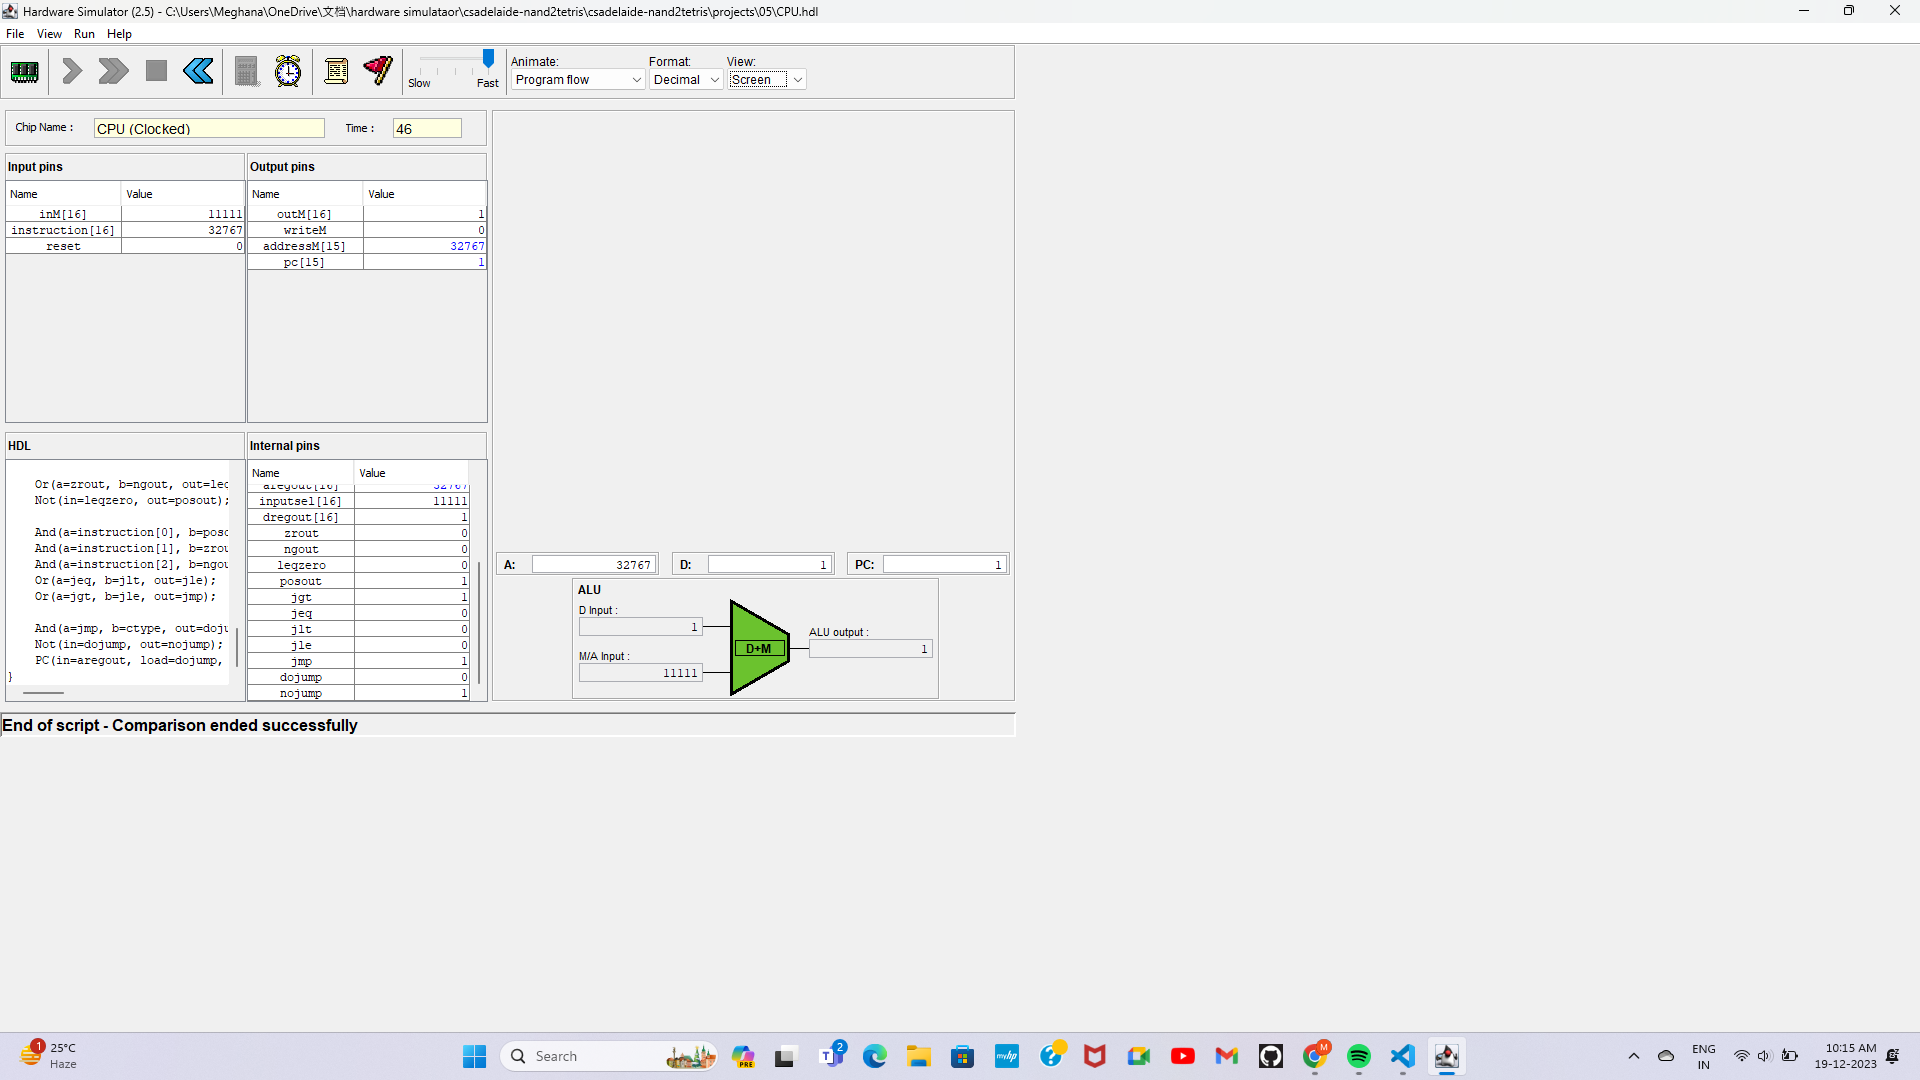 Hardware Simulator (2.5) - C:\Users\Meghana\OneDrive\文档\hardware simulataor\csadelaide-nand2tetris\csadelaide-nand2tetris\projects\05\CPU.hdl
File View Run Help
Animate: Format: View:
Slow Fast Program flow Decimal Screen
Chip Name : CPU (Clocked) Time : 46
Input pins
Name Value
inM[16] 11111
instruction[16] 32767
reset 0
Output pins
Name Value
outM[16] 1
writeM 0
addressM[15] 32767
pc[15] 1
HDL
Or(a=zrout, b=ngout, out=leq
Not(in=leqzero, out=posout);
And(a=instruction[0], b=poso
And(a=instruction[1], b=zrou
And(a=instruction[2], b=ngou
Or(a=jeq, b=jlt, out=jle);
Or(a=jgt, b=jle, out=jmp);
And(a=jmp, b=ctype, out=doju
Not(in=dojump, out=nojump);
PC(in=aregout, load=dojump,
}
Internal pins
Name Value
aregout[16] 32767
inputsel[16] 11111
dregout[16] 1
zrout 0
ngout 0
leqzero 0
posout 1
jgt 1
jeq 0
jlt 0
jle 0
jmp 1
dojump 0
nojump 1
A: 32767 D: 1 PC: 1
ALU
D Input :
1
M/A Input :
11111
D+M
ALU output :
1
End of script - Comparison ended successfully
1 25°C
Haze
Search
PRE
2
myhp
M
ENG
IN
10:15 AM
19-12-2023